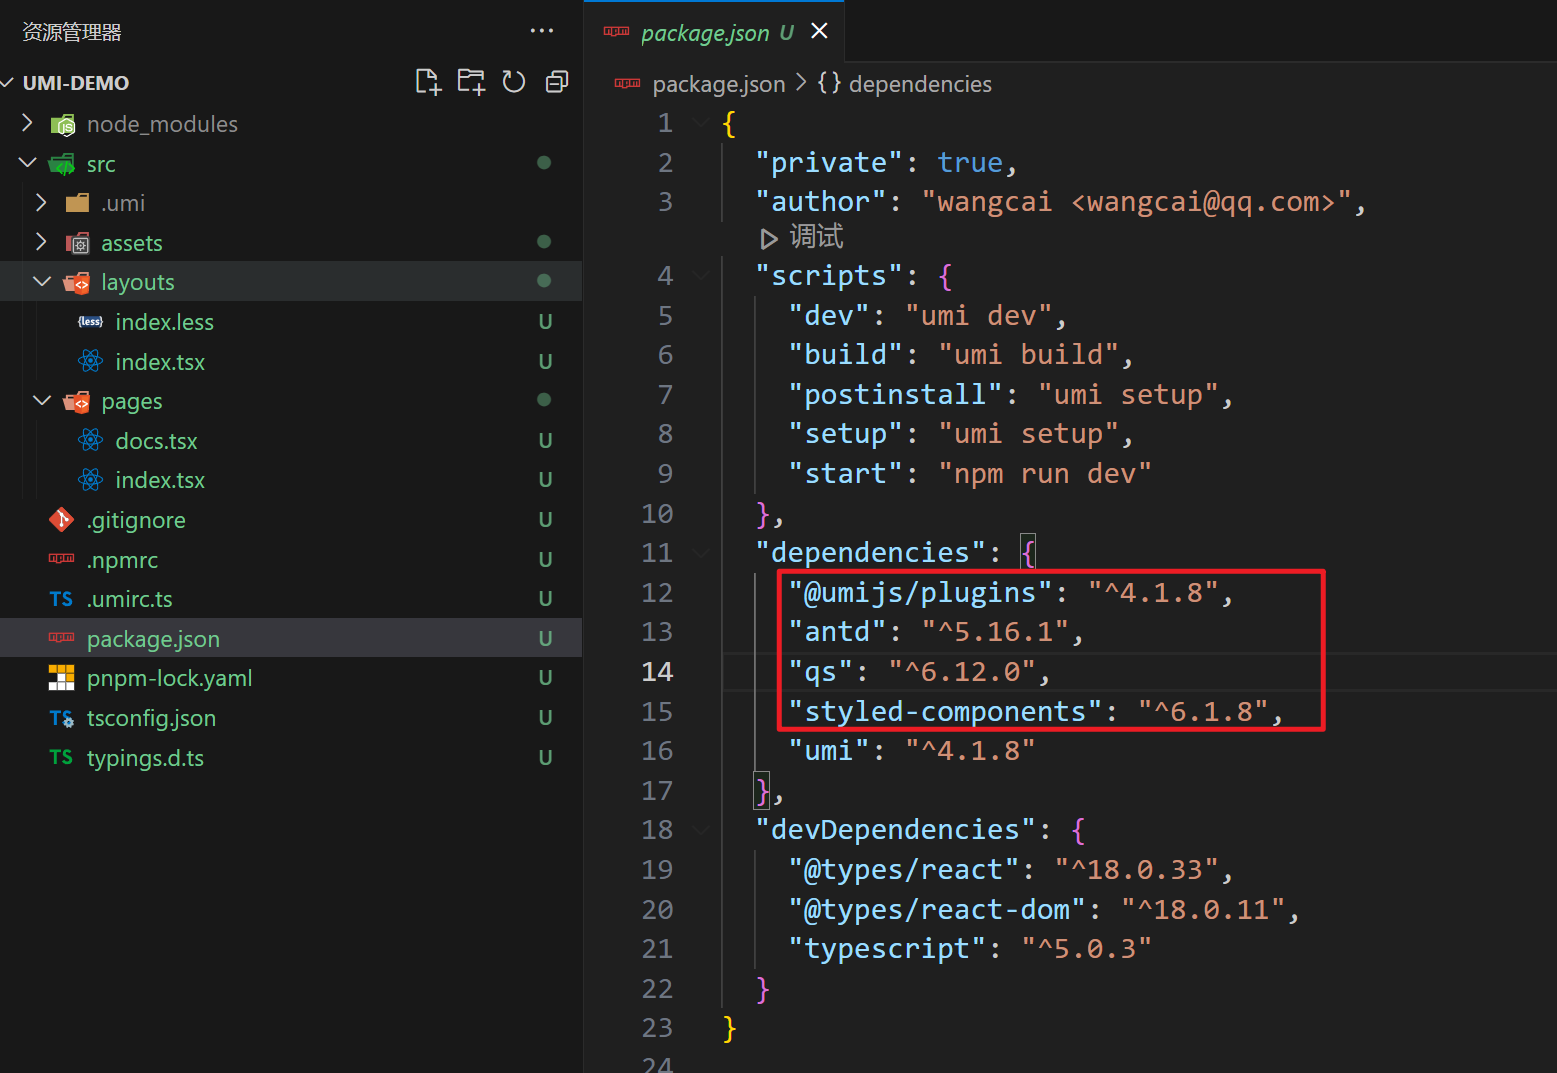 资源管理器
UMI-DEMO
node_modules
src
.umi
assets
layouts
index.less U
index.tsx U
pages
docs.tsx U
index.tsx U
.gitignore U
.npmrc U
.umirc.ts U
package.json U
pnpm-lock.yaml U
tsconfig.json U
typings.d.ts U
package.json U
package.json > {} dependencies
1 {
2 "private": true,
3 "author": "wangcai <wangcai@qq.com>",
调试
4 "scripts": {
5 "dev": "umi dev",
6 "build": "umi build",
7 "postinstall": "umi setup",
8 "setup": "umi setup",
9 "start": "npm run dev"
10 },
11 "dependencies": {
12 "@umijs/plugins": "^4.1.8",
13 "antd": "^5.16.1",
14 "qs": "^6.12.0",
15 "styled-components": "^6.1.8",
16 "umi": "^4.1.8"
17 },
18 "devDependencies": {
19 "@types/react": "^18.0.33",
20 "@types/react-dom": "^18.0.11",
21 "typescript": "^5.0.3"
22 }
23 }
24